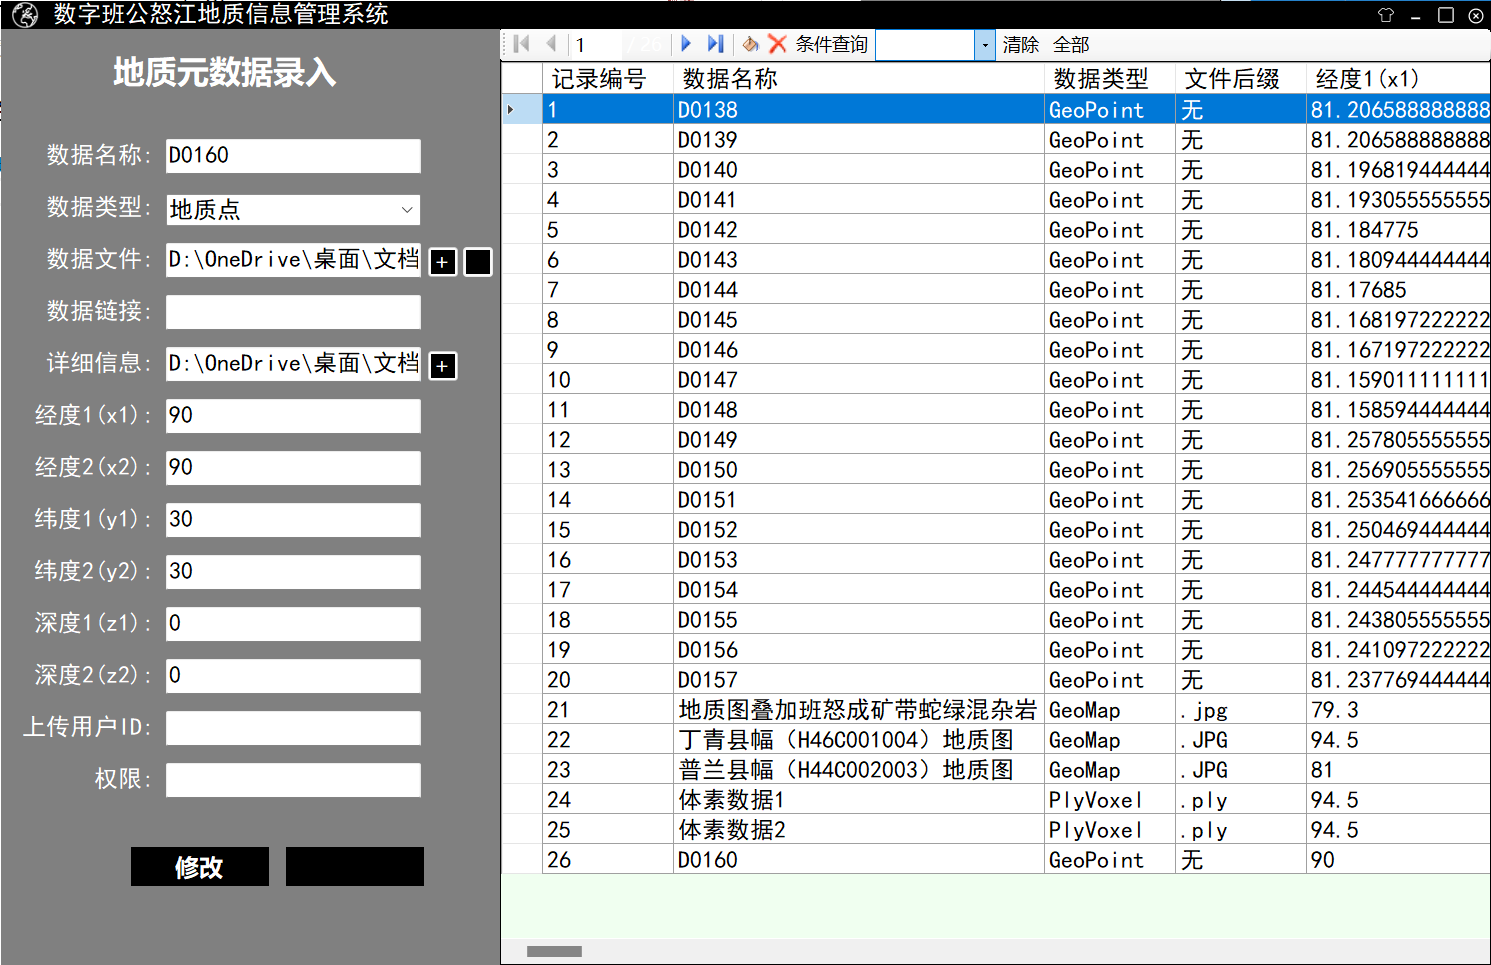 数字班公怒江地质信息管理系统
地质元数据录入
数据名称: D0160
数据类型: 地质点
数据文件: D:\OneDrive\桌面\文档 +
数据链接:
详细信息: D:\OneDrive\桌面\文档 +
经度1(x1): 90
经度2(x2): 90
纬度1(y1): 30
纬度2(y2): 30
深度1(z1): 0
深度2(z2): 0
上传用户ID:
权限:
修改
1 / 26 条件查询 清除 全部
记录编号 数据名称 数据类型 文件后缀 经度1(x1)
1 D0138 GeoPoint 无 81.206588888888
2 D0139 GeoPoint 无 81.206588888888
3 D0140 GeoPoint 无 81.196819444444
4 D0141 GeoPoint 无 81.193055555555
5 D0142 GeoPoint 无 81.184775
6 D0143 GeoPoint 无 81.180944444444
7 D0144 GeoPoint 无 81.17685
8 D0145 GeoPoint 无 81.168197222222
9 D0146 GeoPoint 无 81.167197222222
10 D0147 GeoPoint 无 81.159011111111
11 D0148 GeoPoint 无 81.158594444444
12 D0149 GeoPoint 无 81.257805555555
13 D0150 GeoPoint 无 81.256905555555
14 D0151 GeoPoint 无 81.253541666666
15 D0152 GeoPoint 无 81.250469444444
16 D0153 GeoPoint 无 81.247777777777
17 D0154 GeoPoint 无 81.244544444444
18 D0155 GeoPoint 无 81.243805555555
19 D0156 GeoPoint 无 81.241097222222
20 D0157 GeoPoint 无 81.237769444444
21 地质图叠加班怒成矿带蛇绿混杂岩 GeoMap .jpg 79.3
22 丁青县幅（H46C001004）地质图 GeoMap .JPG 94.5
23 普兰县幅（H44C002003）地质图 GeoMap .JPG 81
24 体素数据1 PlyVoxel .ply 94.5
25 体素数据2 PlyVoxel .ply 94.5
26 D0160 GeoPoint 无 90